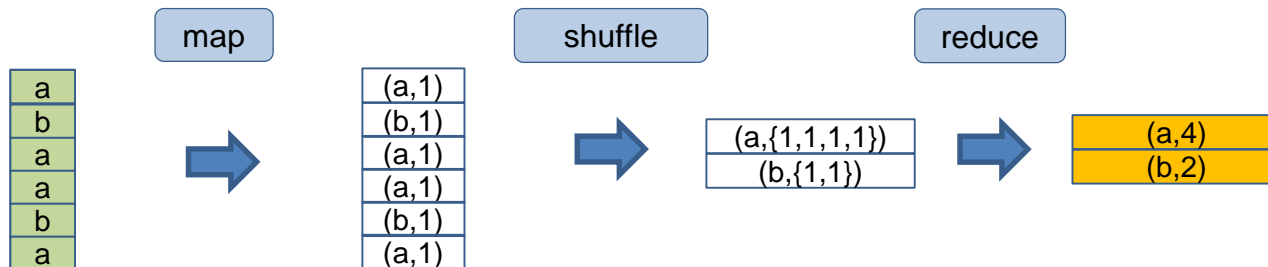 map
shuffle
reduce
a
b
a
a
b
a
(a,1)
(b,1)
(a,1)
(a,1)
(b,1)
(a,1)
(a,{1,1,1,1})
(b,{1,1})
(a,4)
(b,2)